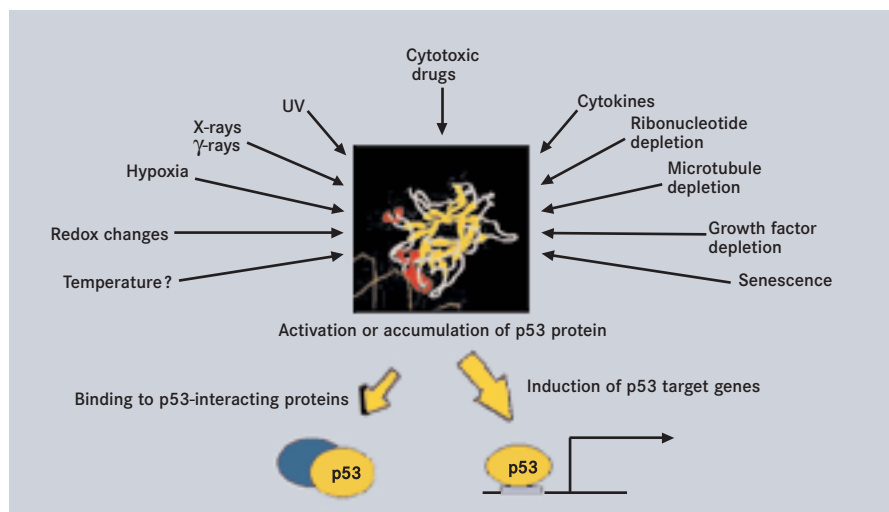 Cytotoxic
drugs
UV
Cytokines
X-rays
γ-rays
Ribonucleotide
depletion
Hypoxia
Microtubule
depletion
Redox changes
Growth factor
depletion
Temperature?
Senescence
Activation or accumulation of p53 protein
Binding to p53-interacting proteins
Induction of p53 target genes
p53
p53